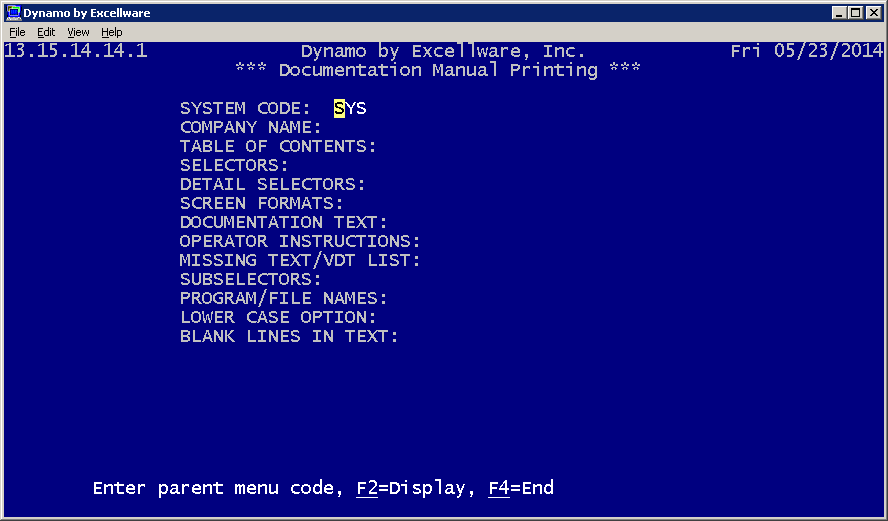 Dynamo by Excellware
File Edit View Help
13.15.14.14.1 Dynamo by Excellware, Inc. Fri 05/23/2014
*** Documentation Manual Printing ***
SYSTEM CODE: SYS
COMPANY NAME:
TABLE OF CONTENTS:
SELECTORS:
DETAIL SELECTORS:
SCREEN FORMATS:
DOCUMENTATION TEXT:
OPERATOR INSTRUCTIONS:
MISSING TEXT/VDT LIST:
SUBSELECTORS:
PROGRAM/FILE NAMES:
LOWER CASE OPTION:
BLANK LINES IN TEXT:
Enter parent menu code, F2=Display, F4=End